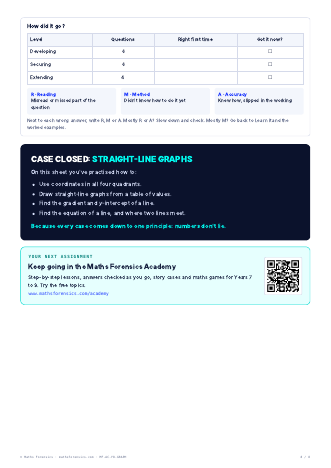 How did it go?
Level Questions Right first time Got it now?
Developing 4 ☐
Securing 4 ☐
Extending 4 ☐
R - Reading M - Method A - Accuracy
Misread or missed part of the question Didn't know how to do it yet Knew how, slipped in the working
Next to each wrong answer, write R, M or A. Mostly R or A? Slow down and check. Mostly M? Go back to Learn It and the
worked examples.
CASE CLOSED: STRAIGHT-LINE GRAPHS
On this sheet you've practised how to:
• Use coordinates in all four quadrants.
• Draw straight-line graphs from a table of values.
• Find the gradient and y-intercept of a line.
• Find the equation of a line, and where two lines meet.
Because every case comes down to one principle: numbers don't lie.
YOUR NEXT ASSIGNMENT
Keep going in the Maths Forensics Academy
Step-by-step lessons, answers checked as you go, story cases and maths games for Years 7
to 9. Try the free topics.
www.mathsforensics.com/academy
© Maths Forensics · mathsforensics.com